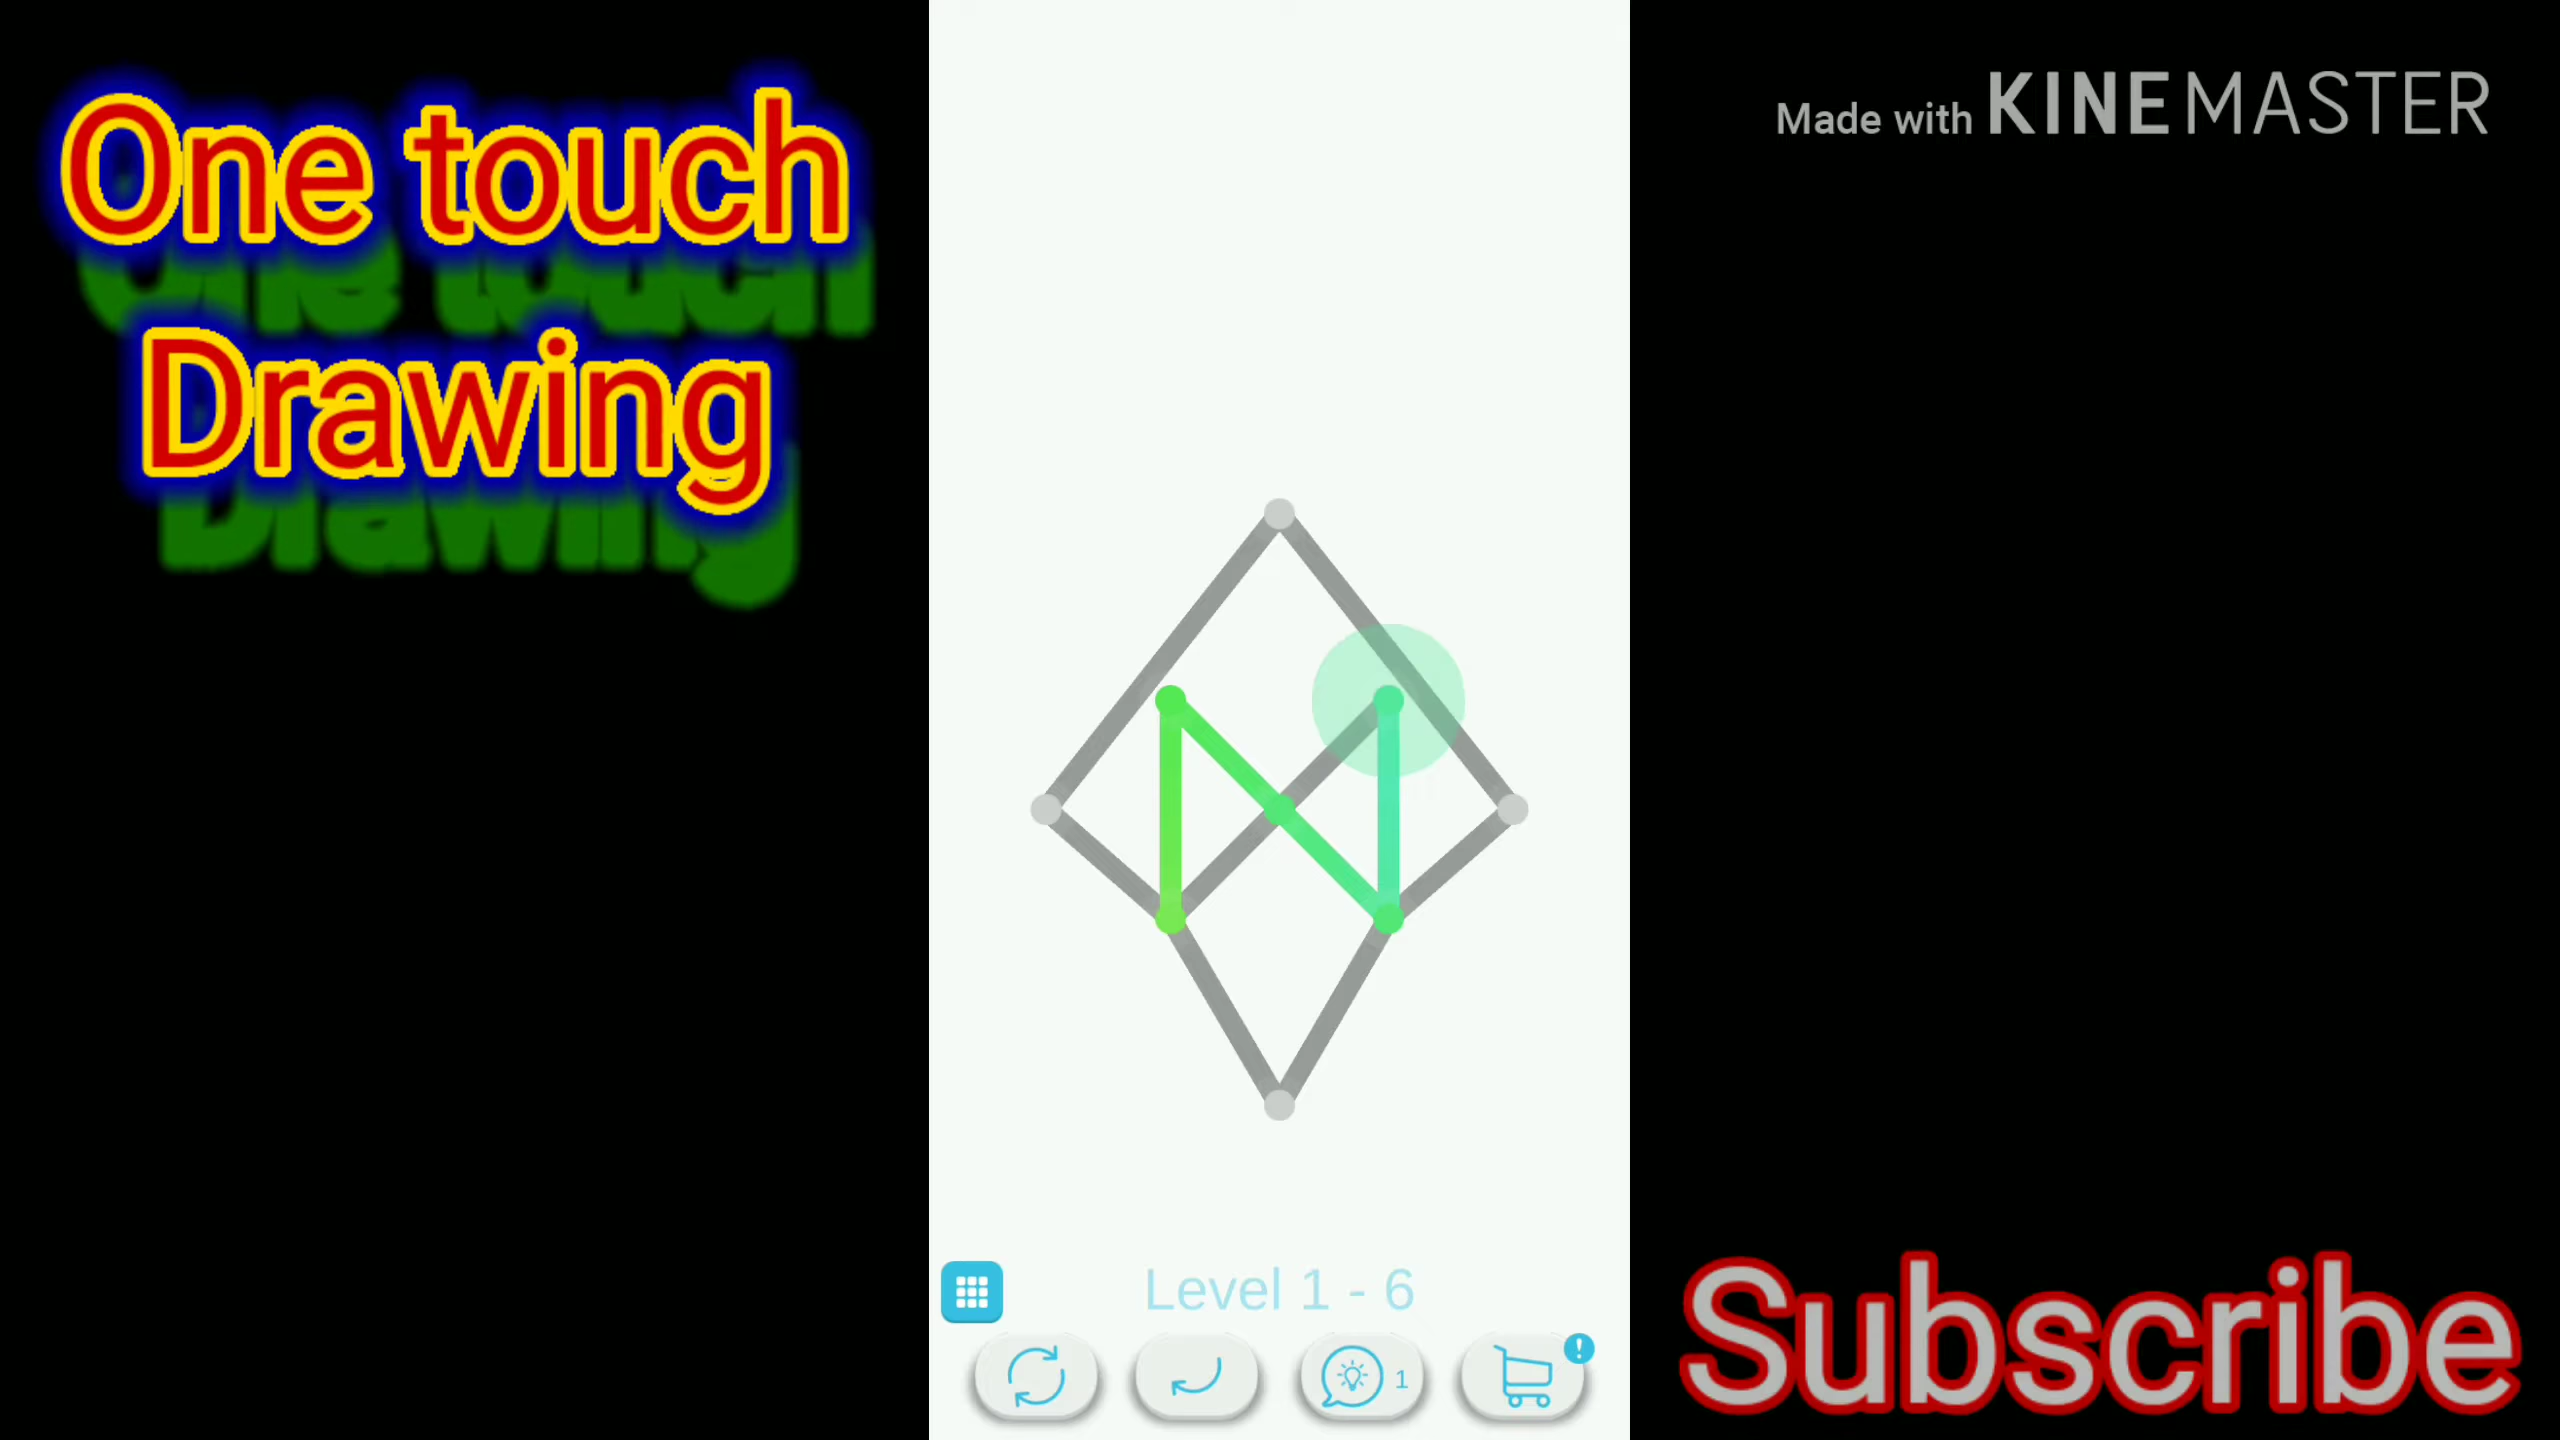 One touch
Drawing
Made with KINEMASTER
Level 1 - 6
1
!
Subscribe